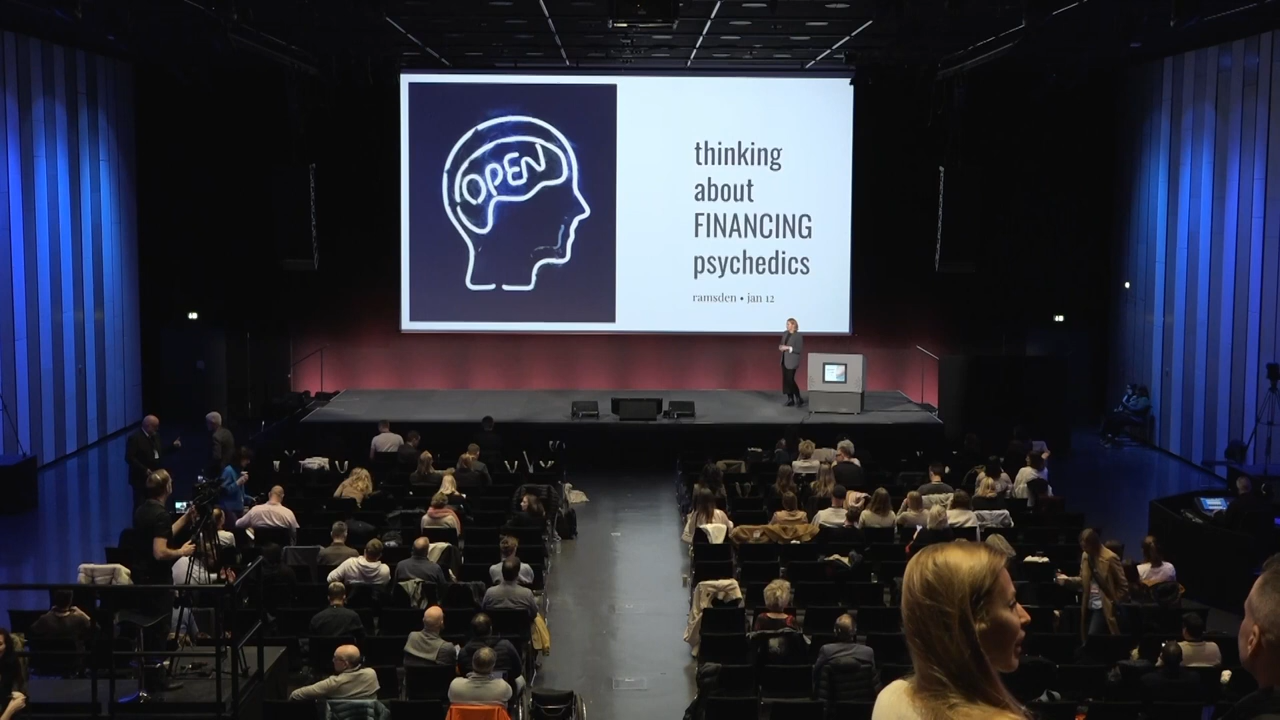 OPEN
thinking
about
FINANCING
psychedics
ramsden • jan 12